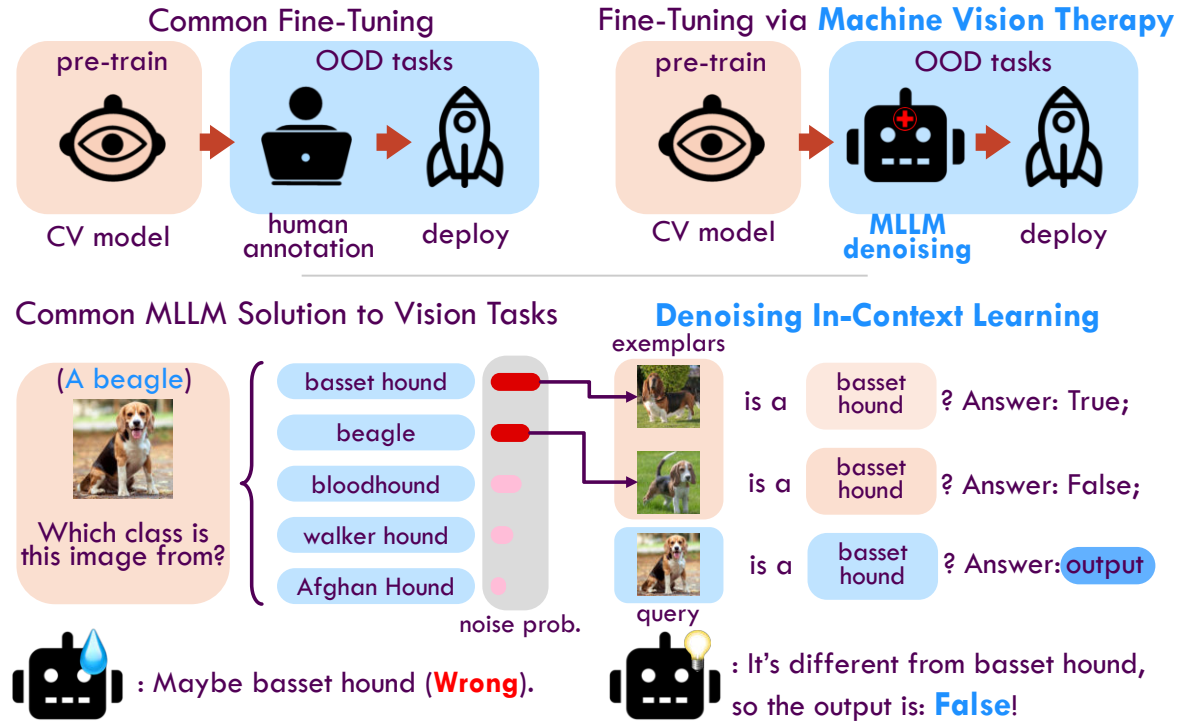 Common Fine-Tuning
pre-train
OOD tasks
CV model
human
annotation
deploy
Fine-Tuning via Machine Vision Therapy
pre-train
OOD tasks
CV model
MLLM
denoising
deploy
Common MLLM Solution to Vision Tasks
(A beagle)
Which class is
this image from?
basset hound
beagle
bloodhound
walker hound
Afghan Hound
noise prob.
: Maybe basset hound (Wrong).
Denoising In-Context Learning
exemplars
is a basset hound ? Answer: True;
is a basset hound ? Answer: False;
is a basset hound ? Answer: output
query
: It's different from basset hound,
so the output is: False!